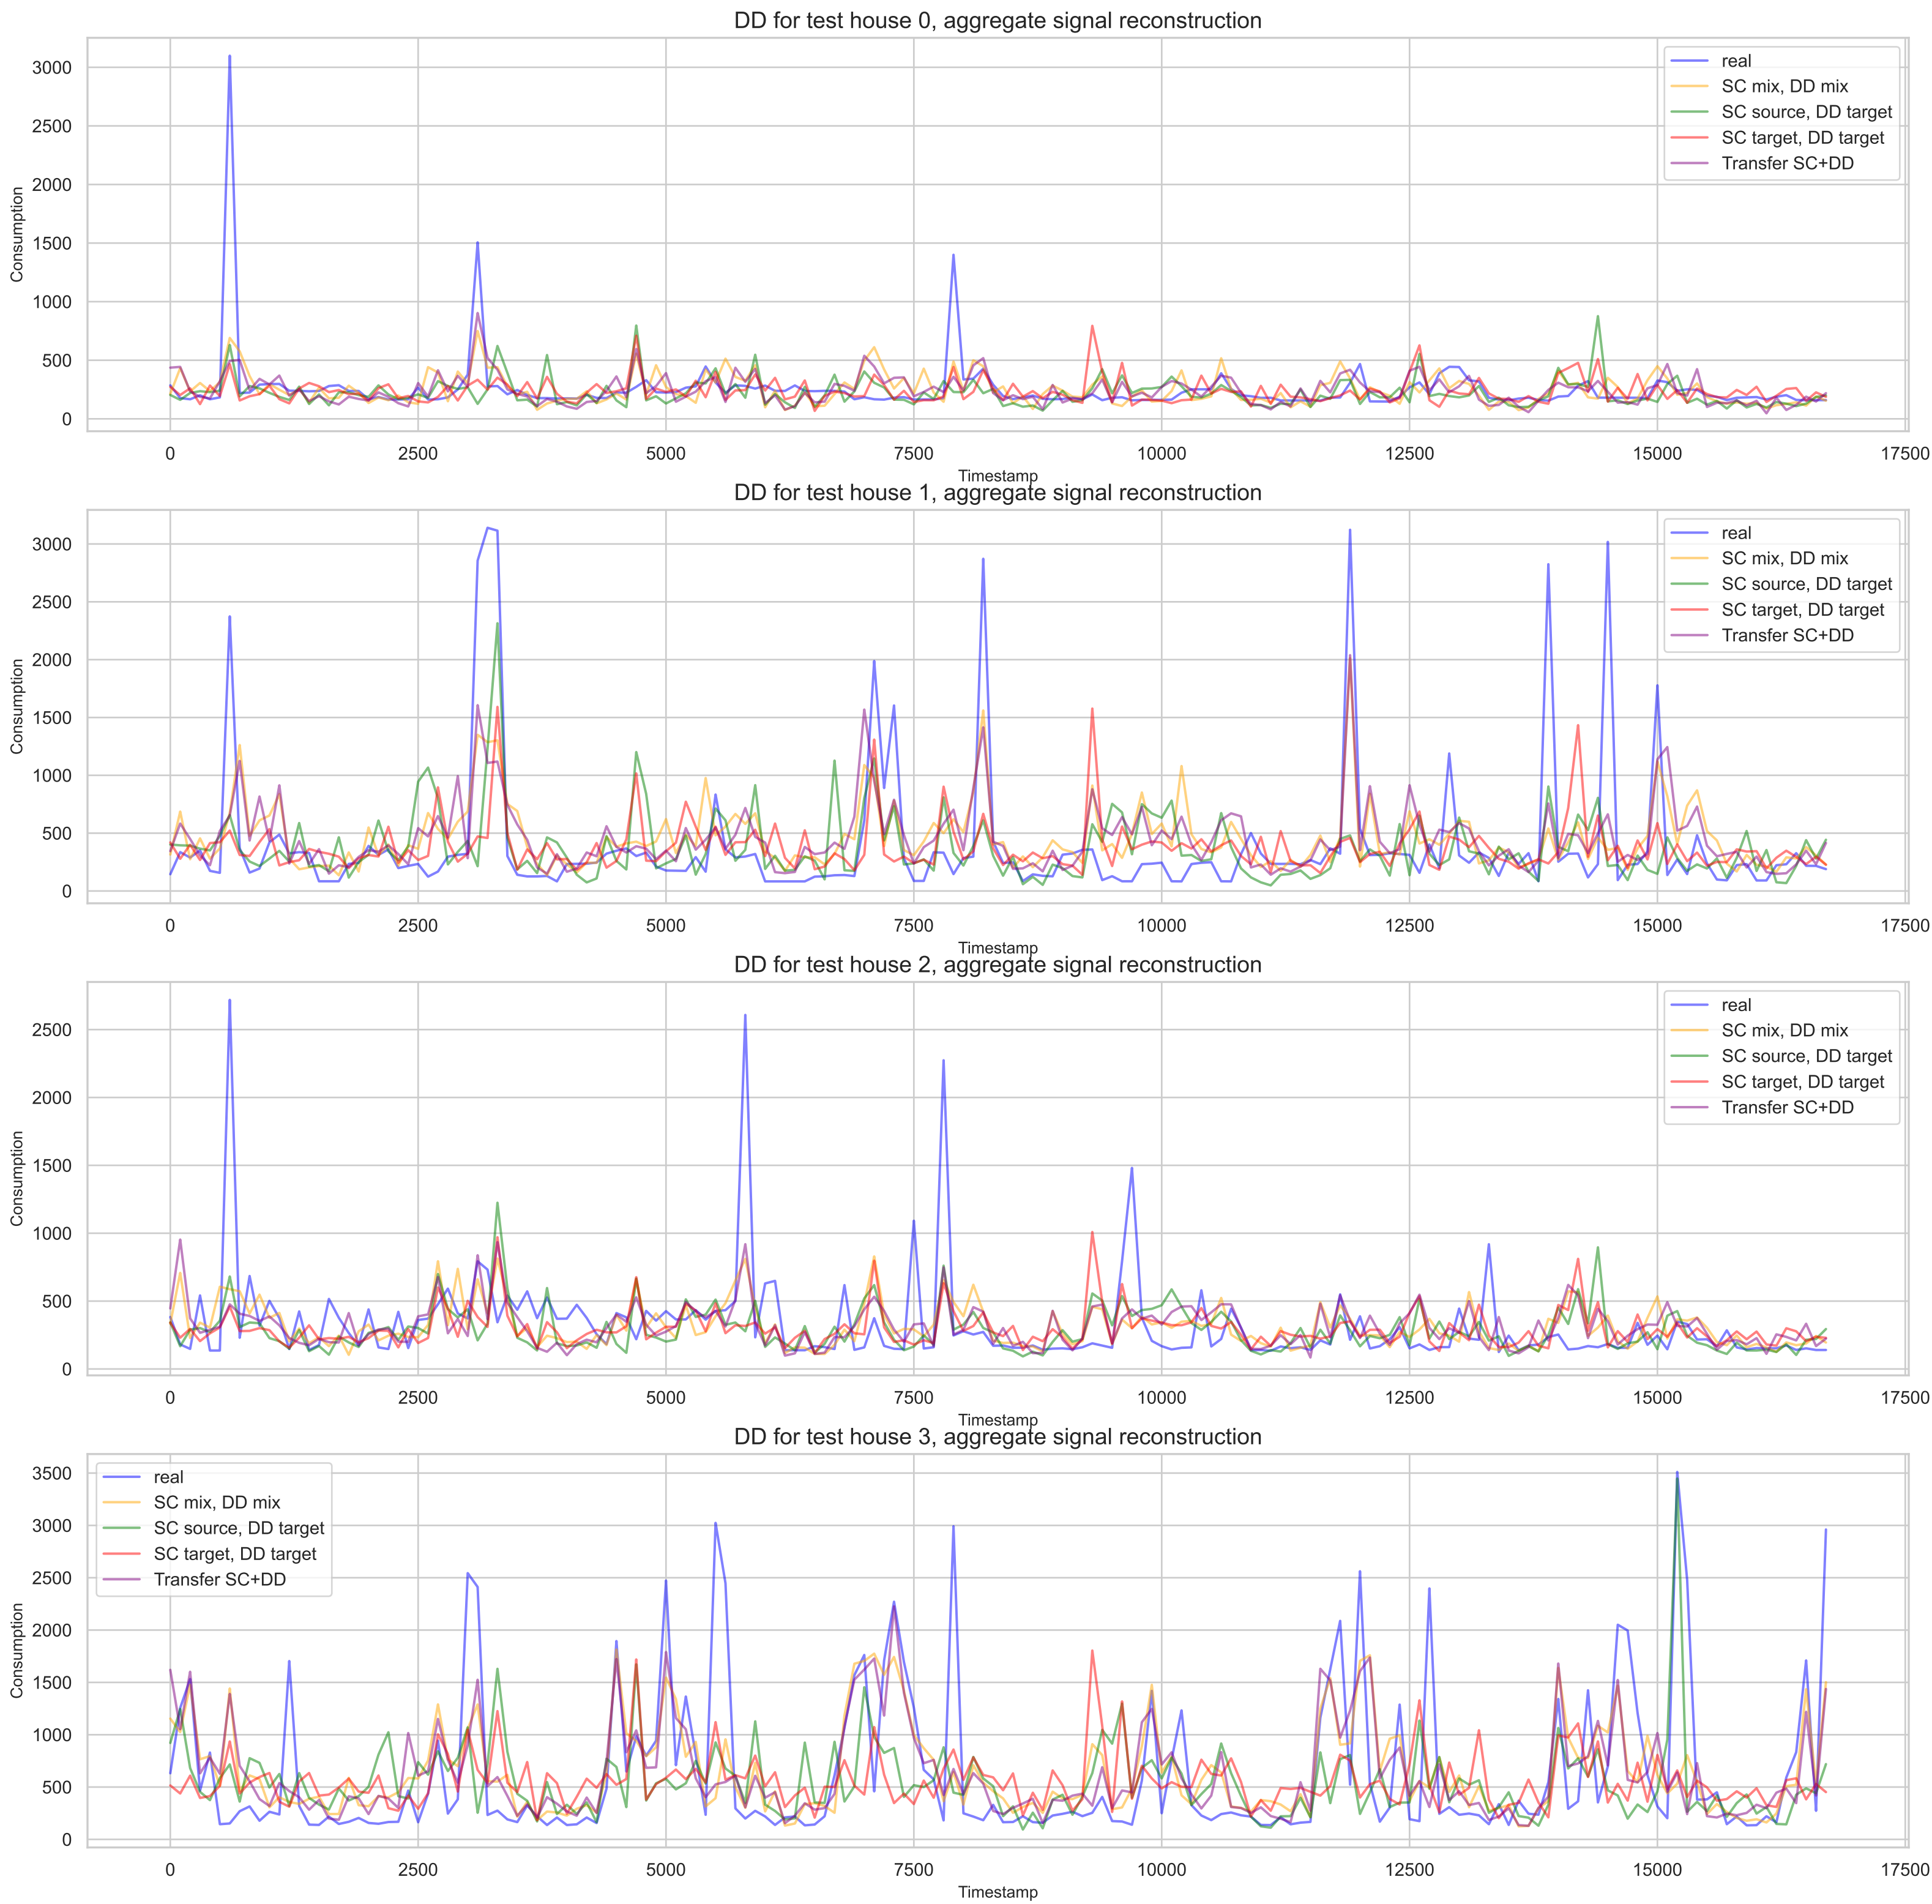 DD for test house 0, aggregate signal reconstruction
3000
2500
2000
1500
1000
500
0
Consumption
real
SC mix, DD mix
SC source, DD target
SC target, DD target
Transfer SC+DD
0 2500 5000 7500 10000 12500 15000 17500
Timestamp
DD for test house 1, aggregate signal reconstruction
3000
2500
2000
1500
1000
500
0
Consumption
real
SC mix, DD mix
SC source, DD target
SC target, DD target
Transfer SC+DD
0 2500 5000 7500 10000 12500 15000 17500
Timestamp
DD for test house 2, aggregate signal reconstruction
2500
2000
1500
1000
500
0
Consumption
real
SC mix, DD mix
SC source, DD target
SC target, DD target
Transfer SC+DD
0 2500 5000 7500 10000 12500 15000 17500
Timestamp
DD for test house 3, aggregate signal reconstruction
3500
3000
2500
2000
1500
1000
500
0
Consumption
real
SC mix, DD mix
SC source, DD target
SC target, DD target
Transfer SC+DD
0 2500 5000 7500 10000 12500 15000 17500
Timestamp